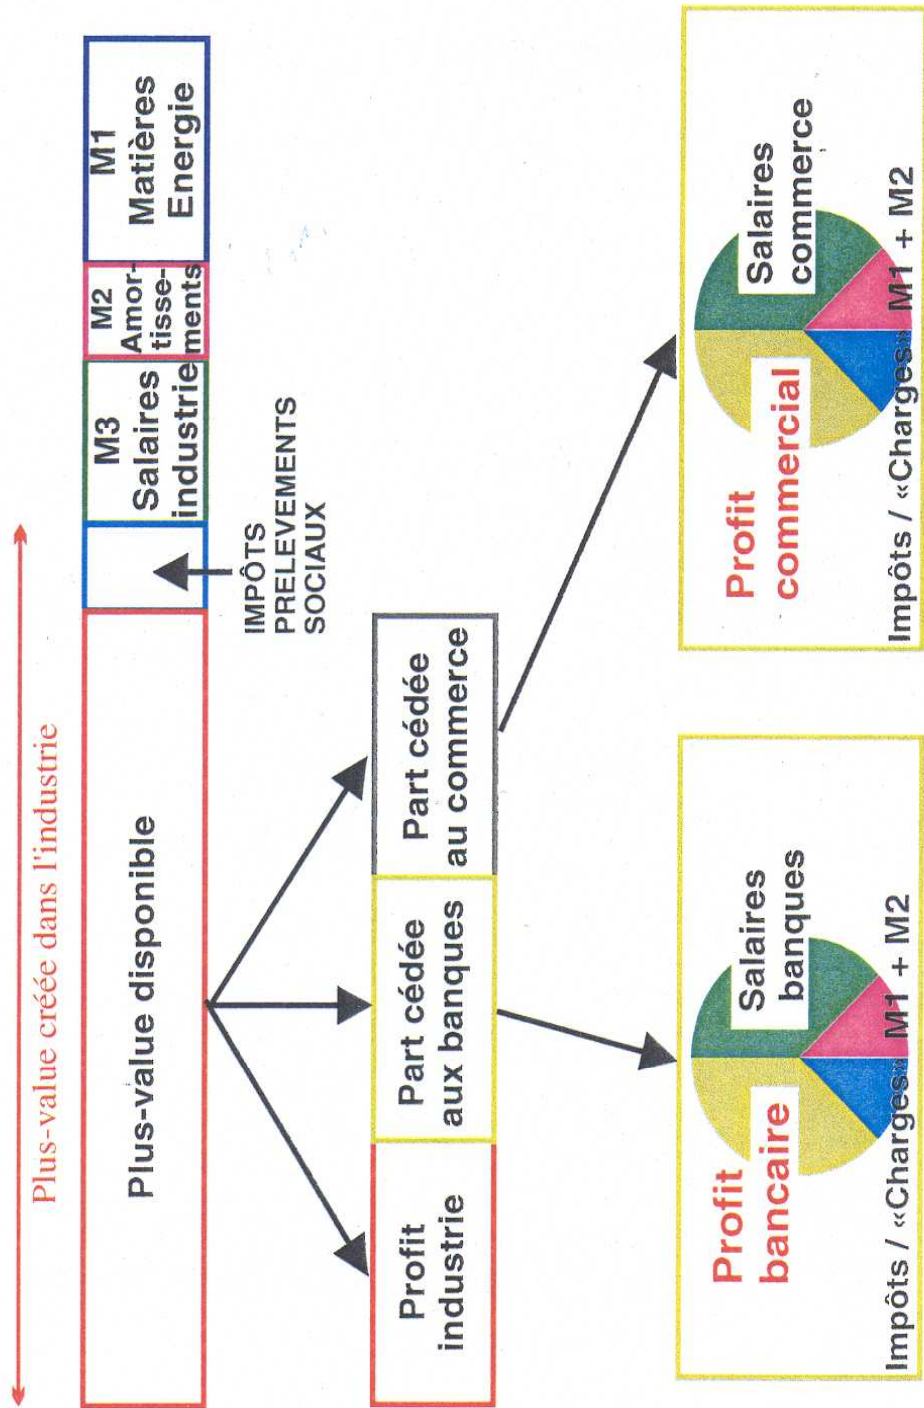 Plus-value créée dans l'industrie
Plus-value disponible
M3
Salaires
industrie
M2
Amor-
tisse-
ments
M1
Matières
Energie
IMPÔTS
PRELEVEMENTS
SOCIAUX
Profit
industrie
Part cédée
aux banques
Part cédée
au commerce
Profit
bancaire
Salaires
banques
Impôts / «Charges» M1 + M2
Profit
commercial
Salaires
commerce
Impôts / «Charges» M1 + M2